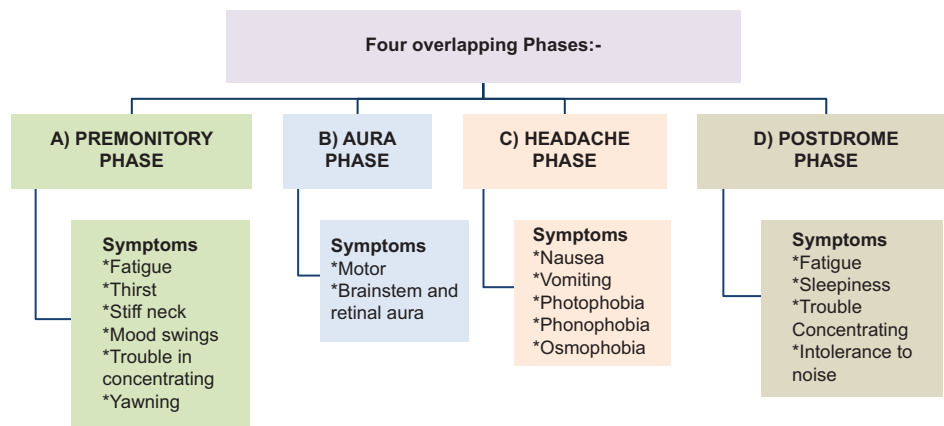 Four overlapping Phases:-
A) PREMONITORY
PHASE
B) AURA
PHASE
C) HEADACHE
PHASE
D) POSTDROME
PHASE
Symptoms
*Fatigue
*Thirst
*Stiff neck
*Mood swings
*Trouble in
concentrating
*Yawning
Symptoms
*Motor
*Brainstem and
retinal aura
Symptoms
*Nausea
*Vomiting
*Photophobia
*Phonophobia
*Osmophobia
Symptoms
*Fatigue
*Sleepiness
*Trouble
Concentrating
*Intolerance to
noise